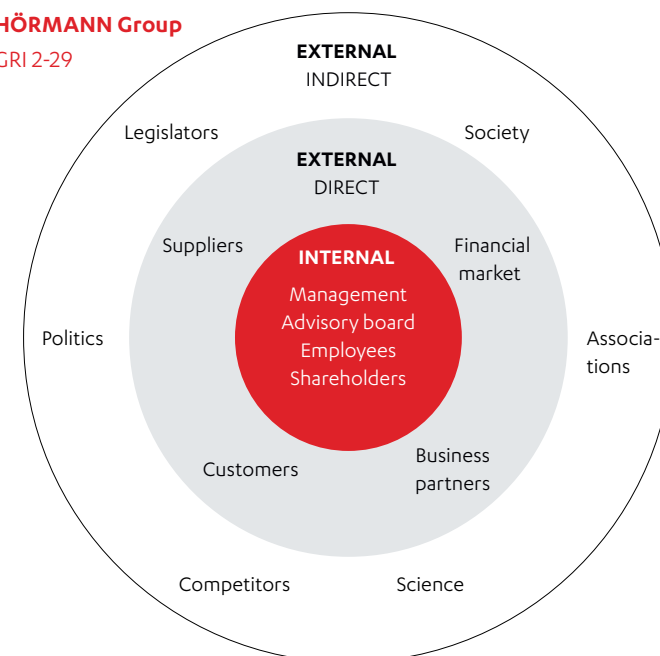 HÖRMANN Group
GRI 2-29
EXTERNAL
INDIRECT
Legislators
Society
EXTERNAL
DIRECT
Suppliers
Financial
market
INTERNAL
Management
Advisory board
Employees
Shareholders
Politics
Associa-
tions
Customers
Business
partners
Competitors
Science